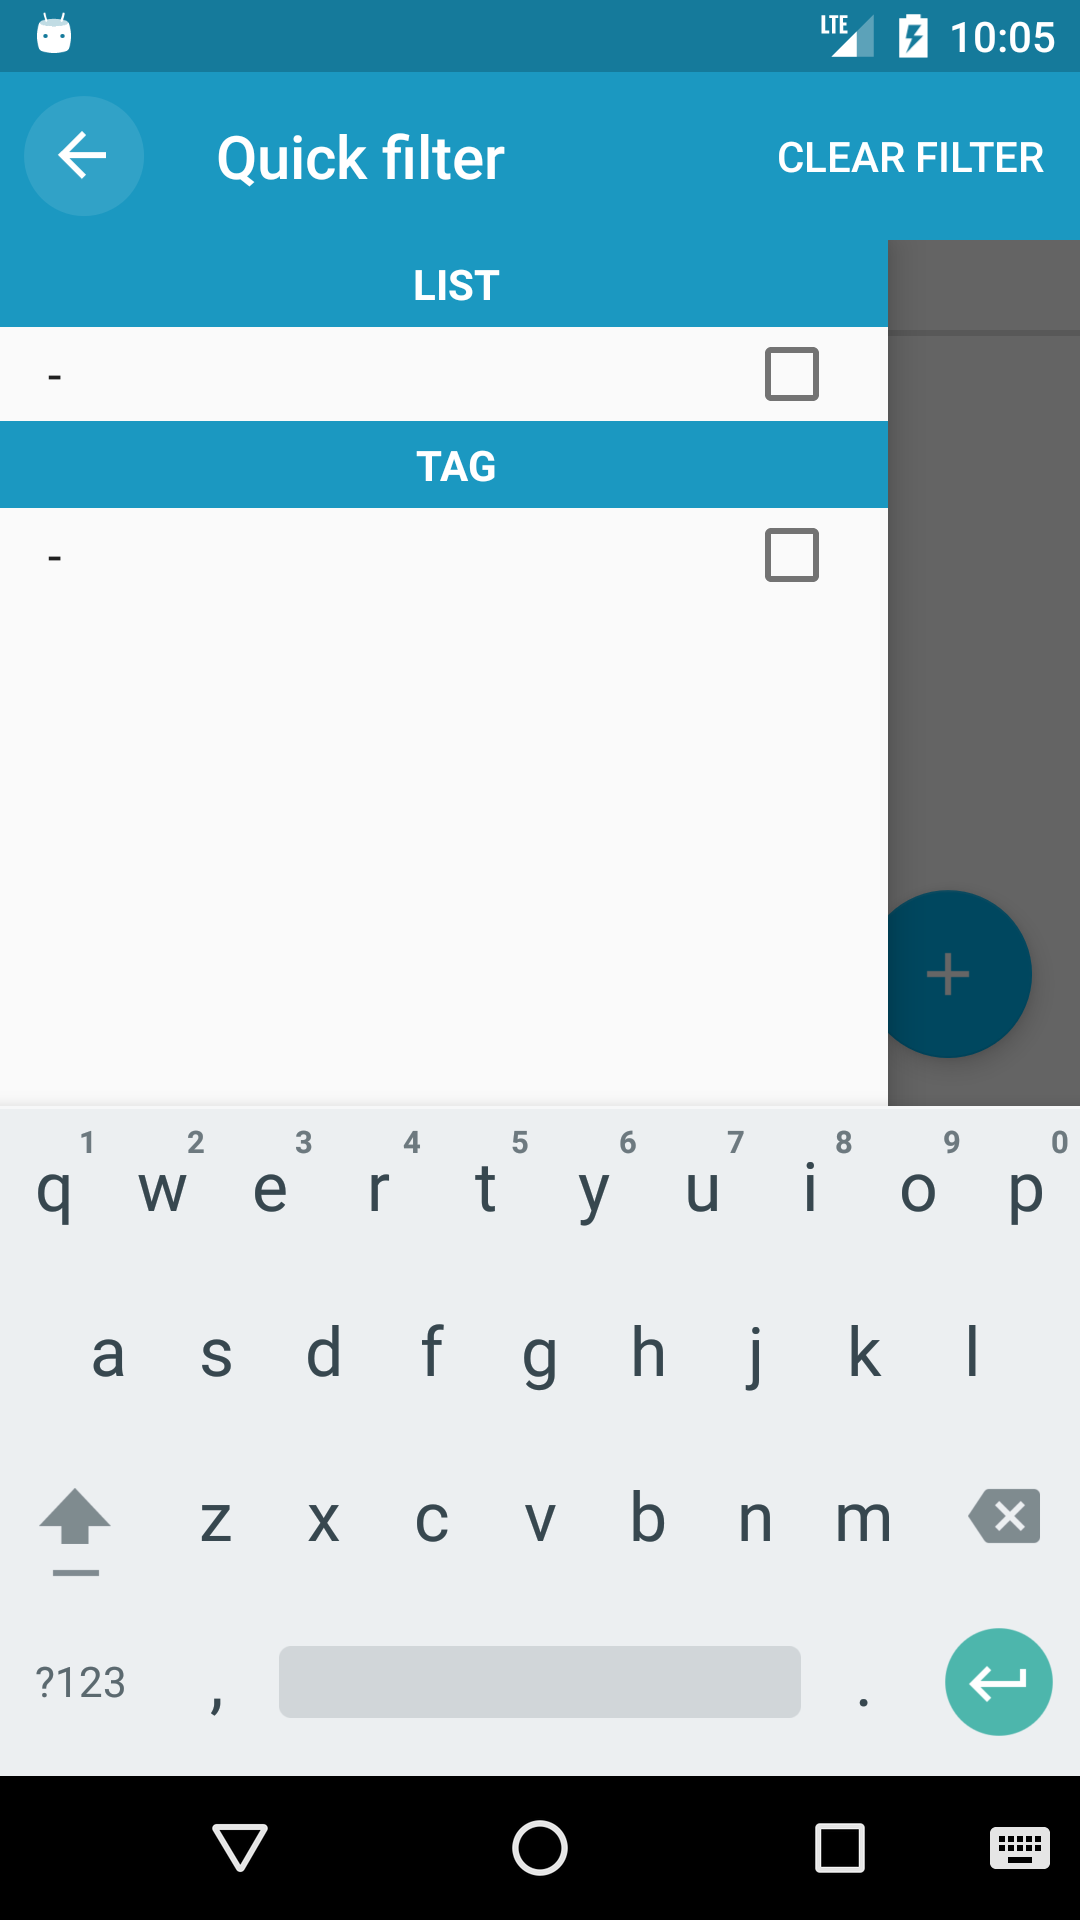 LTE 10:05
Quick filter CLEAR FILTER
LIST
-
TAG
-
1 2 3 4 5 6 7 8 9 0
q w e r t y u i o p
a s d f g h j k l
z x c v b n m
?123 , .